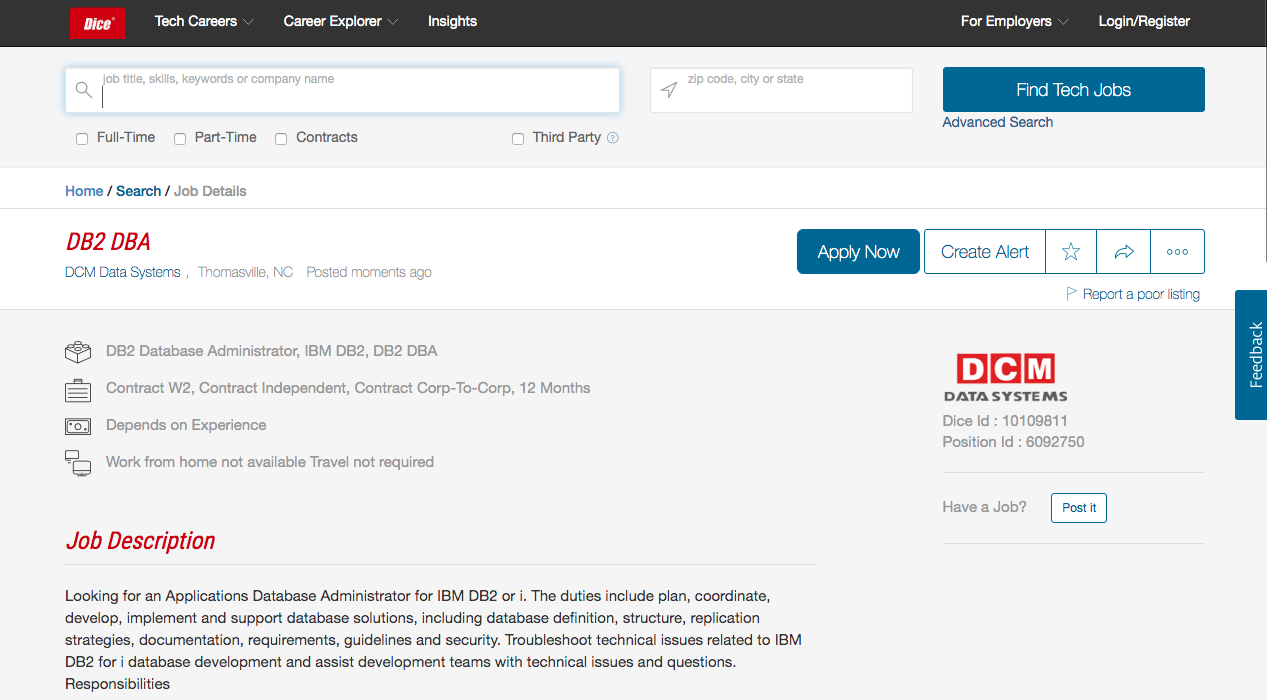 Dice
Tech Careers
Career Explorer
Insights
For Employers
Login/Register
job title, skills, keywords or company name
zip code, city or state
Find Tech Jobs
Advanced Search
Full-Time
Part-Time
Contracts
Third Party ?
Home / Search / Job Details
DB2 DBA
DCM Data Systems , Thomasville, NC Posted moments ago
Apply Now
Create Alert
Report a poor listing
Feedback
DB2 Database Administrator, IBM DB2, DB2 DBA
Contract W2, Contract Independent, Contract Corp-To-Corp, 12 Months
Depends on Experience
Work from home not available Travel not required
DCM
DATA SYSTEMS
Dice Id : 10109811
Position Id : 6092750
Have a Job?
Post it
Job Description
Looking for an Applications Database Administrator for IBM DB2 or i. The duties include plan, coordinate,
develop, implement and support database solutions, including database definition, structure, replication
strategies, documentation, requirements, guidelines and security. Troubleshoot technical issues related to IBM
DB2 for i database development and assist development teams with technical issues and questions.
Responsibilities